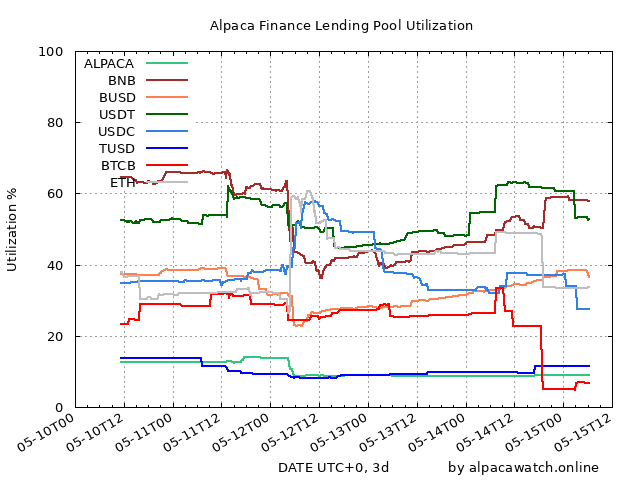 Alpaca Finance Lending Pool Utilization
100
80
60
40
20
0
Utilization %
ALPACA
BNB
BUSD
USDT
USDC
TUSD
BTCB
ETH
05-10T00
05-10T12
05-11T00
05-11T12
05-12T00
05-12T12
05-13T00
05-13T12
05-14T00
05-14T12
05-15T00
05-15T12
DATE UTC+0, 3d
by alpacawatch.online